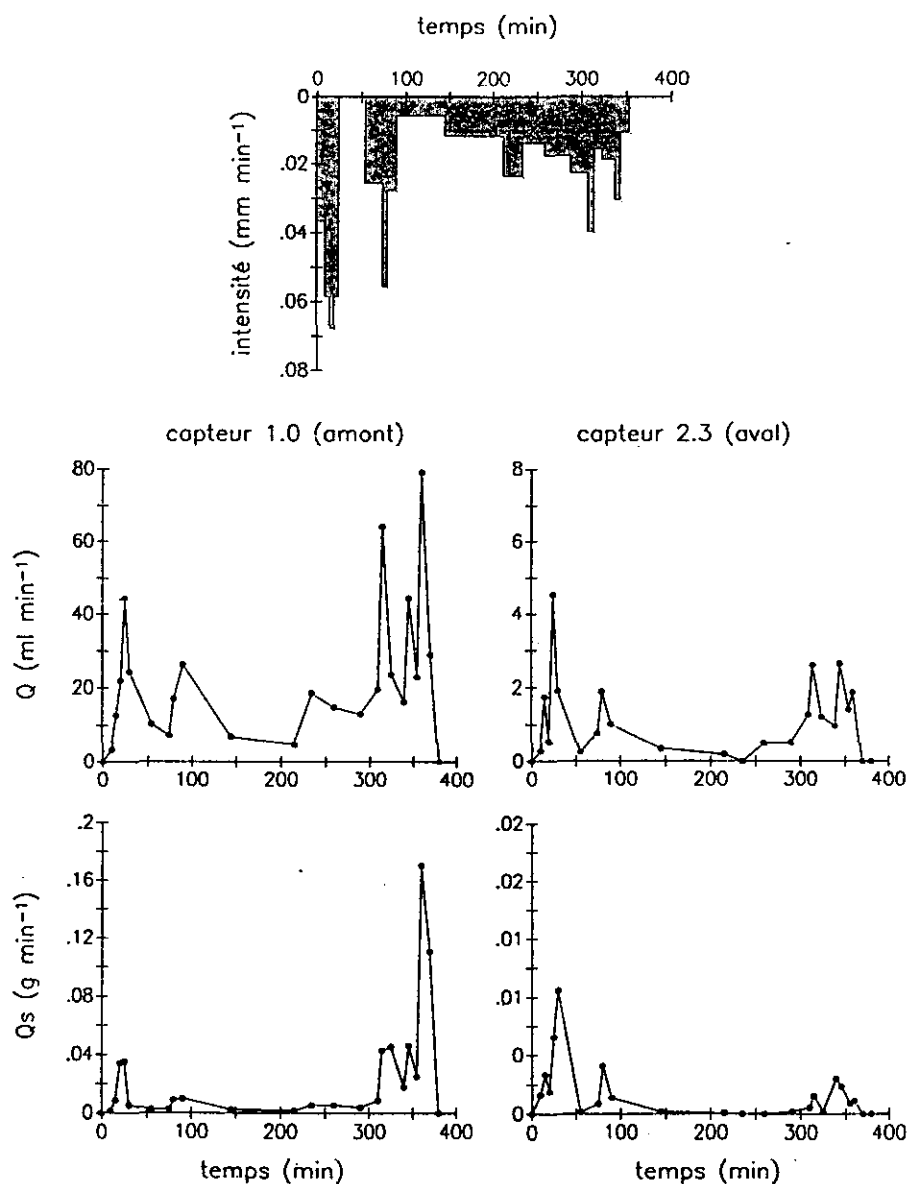 temps (min)
0 100 200 300 400
0
.02
.04
.06
.08
intensité (mm min⁻¹)
capteur 1.0 (amont)
capteur 2.3 (aval)
80
60
40
20
0
Q (ml min⁻¹)
0 100 200 300 400
8
6
4
2
0
0 100 200 300 400
.2
.16
.12
.08
.04
0
Qs (g min⁻¹)
0 100 200 300 400
temps (min)
.02
.02
.01
.01
0
0
0 100 200 300 400
temps (min)